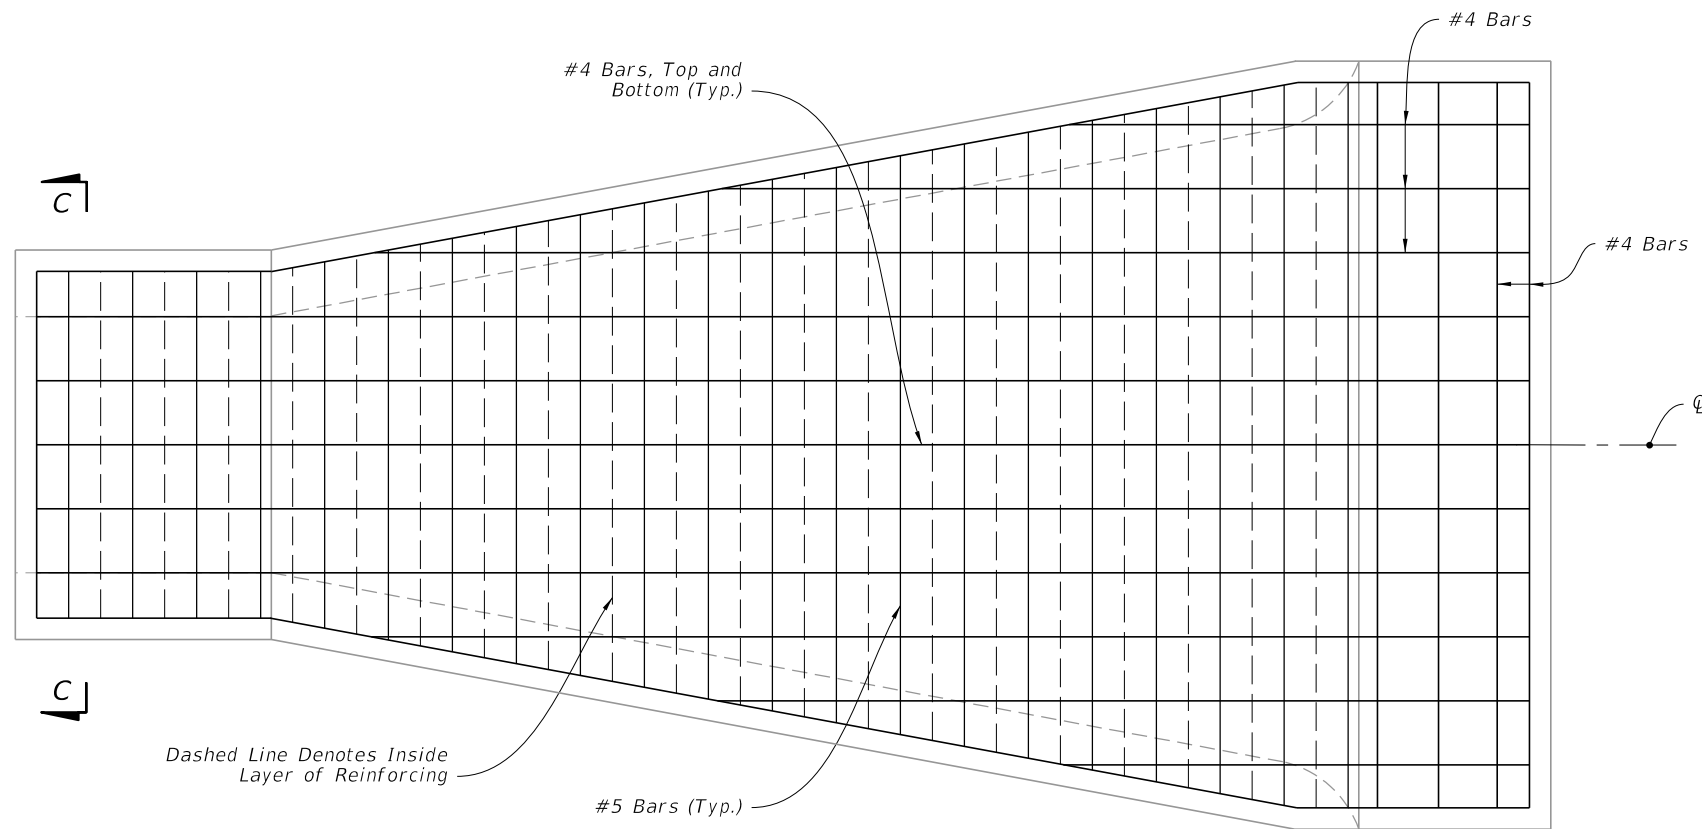 #4 Bars
#4 Bars, Top and
Bottom (Typ.)
C
#4 Bars
C
Dashed Line Denotes Inside
Layer of Reinforcing
#5 Bars (Typ.)